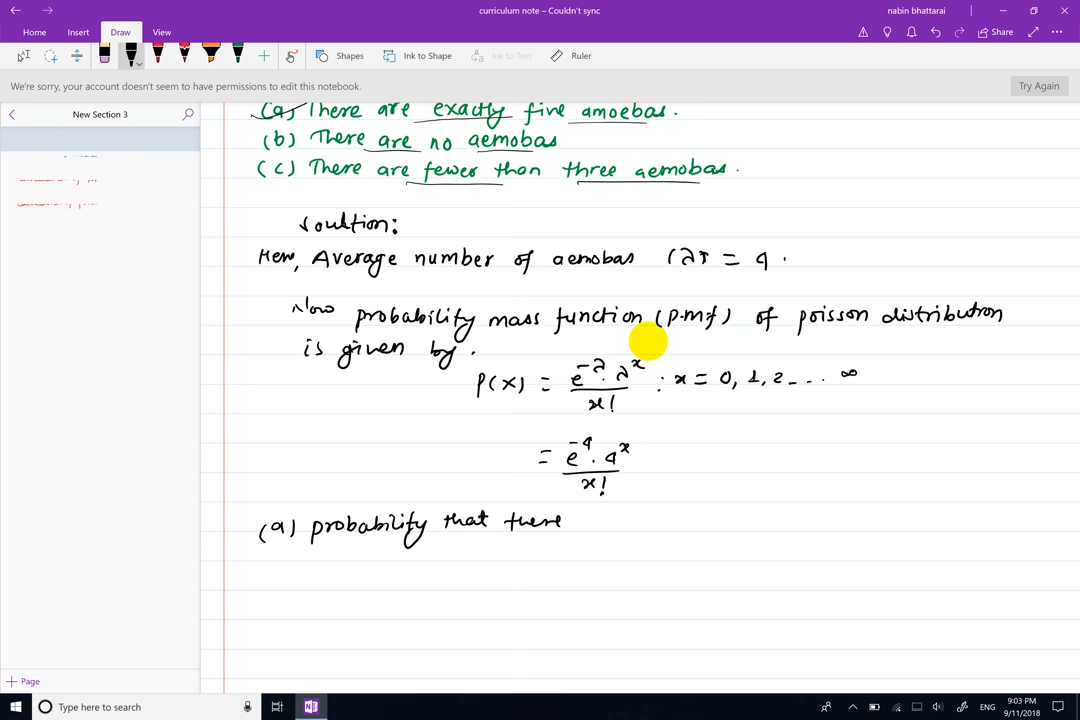 curriculum note – Couldn't sync
nabin bhattarai
Home Insert Draw View
Share
Shapes Ink to Shape Ink to Text Ruler
We're sorry, your account doesn't seem to have permissions to edit this notebook.
Try Again
New Section 3
(a) There are exactly five amoebas.
(b) There are no aemobas
(c) There are fewer than three aemobas.
soultion:
Here, Average number of aemobas (λ) = 4.
Now probability mass function (p.m.f) of poisson distribution
is given by.
P(X) = e^-λ . λ^x / x! : x = 0, 1, 2 - . . . ∞
= e^-4 . 4^x / x!
(a) probability that there
+ Page
Type here to search
ENG
9:03 PM
9/11/2018